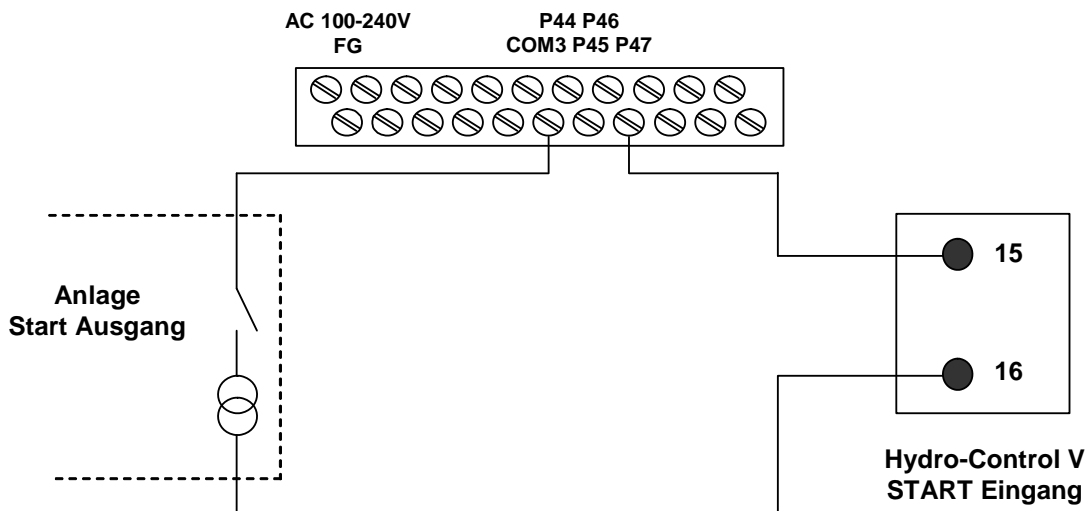 AC 100-240V
FG
P44 P46
COM3 P45 P47
Anlage
Start Ausgang
15
16
Hydro-Control V
START Eingang